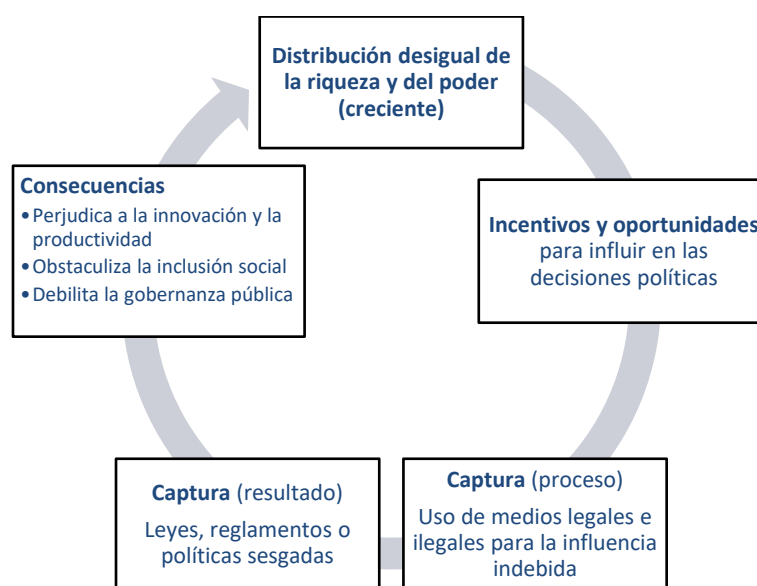 Distribución desigual de
la riqueza y del poder
(creciente)
Incentivos y oportunidades
para influir en las
decisiones políticas
Captura (proceso)
Uso de medios legales e
ilegales para la influencia
indebida
Captura (resultado)
Leyes, reglamentos o
políticas sesgadas
Consecuencias
•Perjudica a la innovación y la
productividad
•Obstaculiza la inclusión social
•Debilita la gobernanza pública